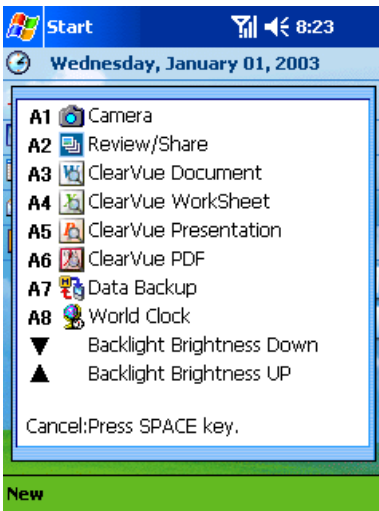 Start 8:23
Wednesday, January 01, 2003
A1 Camera
A2 Review/Share
A3 ClearVue Document
A4 ClearVue WorkSheet
A5 ClearVue Presentation
A6 ClearVue PDF
A7 Data Backup
A8 World Clock
▼ Backlight Brightness Down
▲ Backlight Brightness UP
Cancel:Press SPACE key.
New